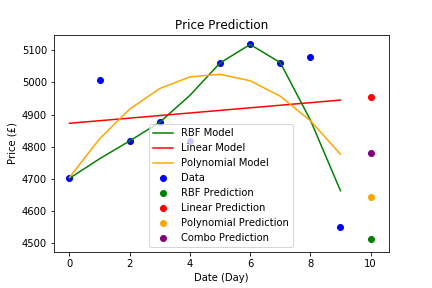 Price Prediction
Price (£)
5100
5000
4900
4800
4700
4600
4500
RBF Model
Linear Model
Polynomial Model
Data
RBF Prediction
Linear Prediction
Polynomial Prediction
Combo Prediction
0 2 4 6 8 10
Date (Day)